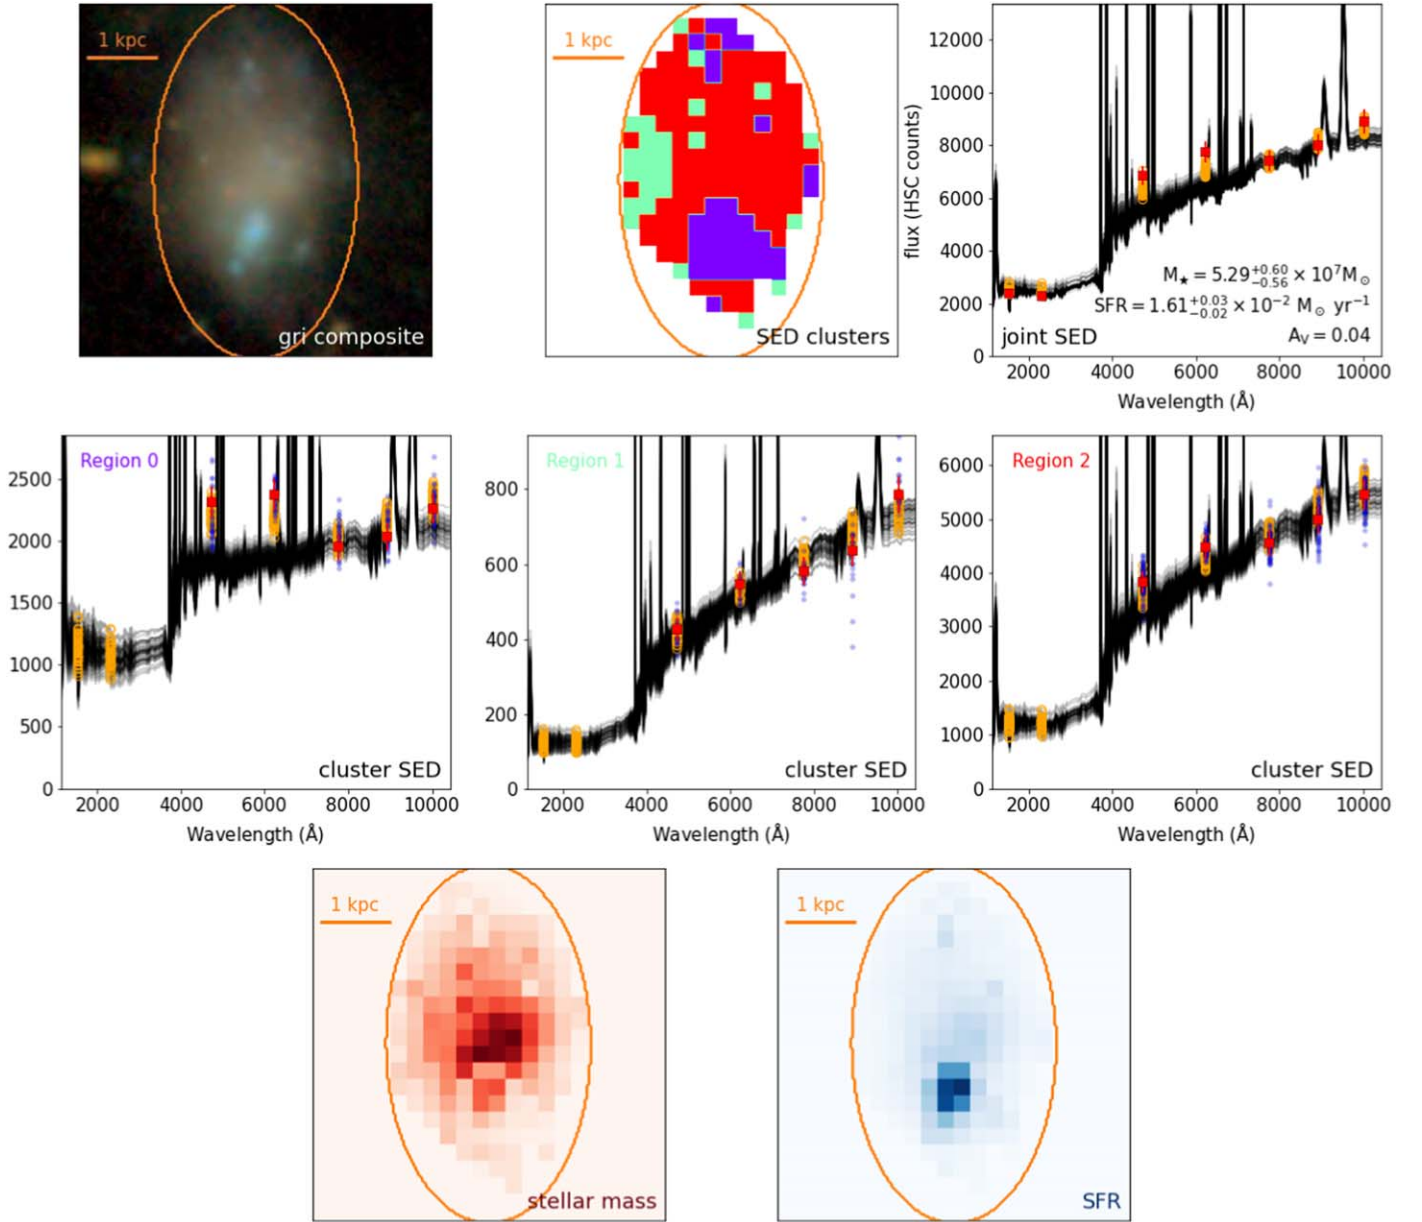 1 kpc
gri composite
1 kpc
SED clusters
flux (HSC counts)
12000
10000
8000
6000
4000
2000
0
M★ = 5.29 +0.60 −0.56 × 10⁷M⊙
SFR = 1.61 +0.03 −0.02 × 10⁻² M⊙ yr⁻¹
joint SED
A_V = 0.04
2000 4000 6000 8000 10000
Wavelength (Å)
Region 0
2500
2000
1500
1000
500
0
cluster SED
2000 4000 6000 8000 10000
Wavelength (Å)
Region 1
800
600
400
200
0
cluster SED
2000 4000 6000 8000 10000
Wavelength (Å)
Region 2
6000
5000
4000
3000
2000
1000
0
cluster SED
2000 4000 6000 8000 10000
Wavelength (Å)
1 kpc
stellar mass
1 kpc
SFR